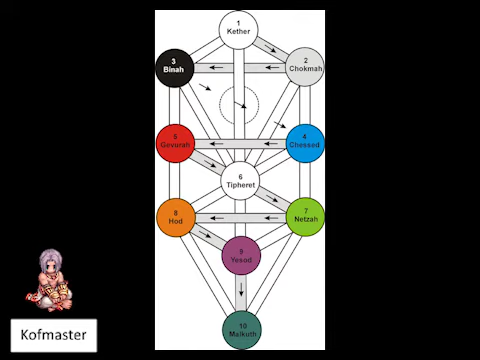 1
Kether
2
Chokmah
3
Binah
4
Chessed
5
Gevurah
6
Tipheret
7
Netzah
8
Hod
9
Yesod
10
Malkuth
Kofmaster